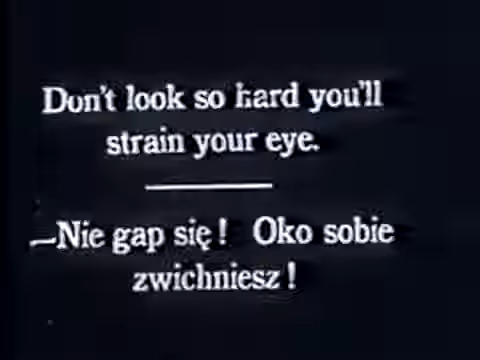 Don't look so hard you'll
strain your eye.
—Nie gap się! Oko sobie
zwichniesz!